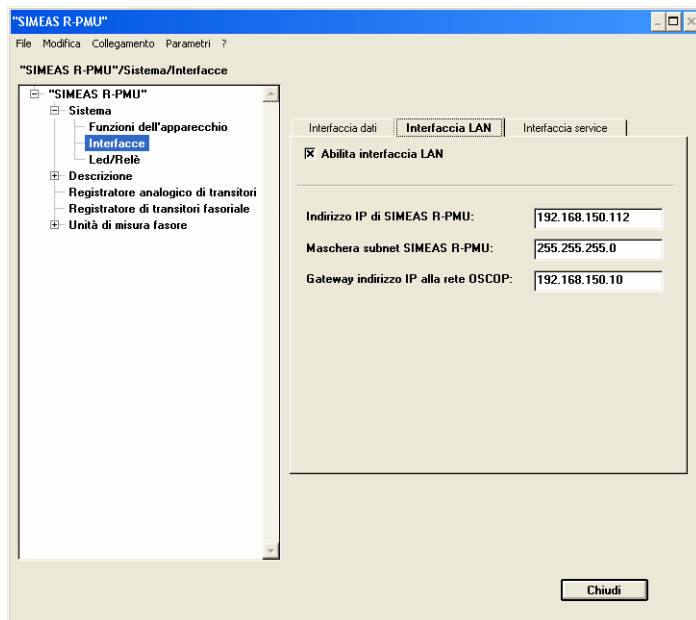 "SIMEAS R-PMU"
File Modifica Collegamento Parametri ?
"SIMEAS R-PMU"/Sistema/Interfacce
"SIMEAS R-PMU"
Sistema
Funzioni dell'apparecchio
Interfacce
Led/Relè
Descrizione
Registratore analogico di transitori
Registratore di transitori fasoriale
Unità di misura fasore
Interfaccia dati Interfaccia LAN Interfaccia service
Abilita interfaccia LAN
Indirizzo IP di SIMEAS R-PMU: 192.168.150.112
Maschera subnet SIMEAS R-PMU: 255.255.255.0
Gateway indirizzo IP alla rete OSCOP: 192.168.150.10
Chiudi